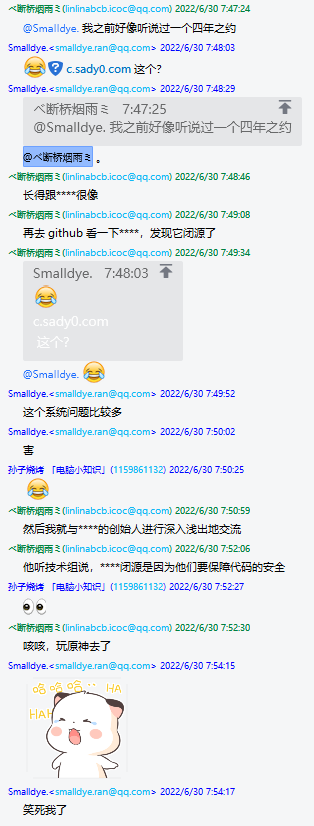 ぺ断桥烟雨ミ(inlinabcb.icoc@qq.com) 2022/6/30 7:47:24
@Smalldye. 我之前好像听说过一个四年之约
Smalldye.<smalldye.ran@qq.com> 2022/6/30 7:48:03
c.sady0.com 这个?
Smalldye.<smalldye.ran@qq.com> 2022/6/30 7:48:29
ぺ断桥烟雨ミ 7:47:25
@Smalldye. 我之前好像听说过一个四年之约
@ぺ断桥烟雨ミ 。
ぺ断桥烟雨ミ(inlinabcb.icoc@qq.com) 2022/6/30 7:48:46
长得跟****很像
ぺ断桥烟雨ミ(inlinabcb.icoc@qq.com) 2022/6/30 7:49:08
再去 github 看一下****，发现它闭源了
ぺ断桥烟雨ミ(inlinabcb.icoc@qq.com) 2022/6/30 7:49:34
Smalldye. 7:48:03
c.sady0.com
这个?
@Smalldye.
Smalldye.<smalldye.ran@qq.com> 2022/6/30 7:49:52
这个系统问题比较多
Smalldye.<smalldye.ran@qq.com> 2022/6/30 7:50:02
害
孙子烧烤 「电脑小知识」(1159861132) 2022/6/30 7:50:25
ぺ断桥烟雨ミ(inlinabcb.icoc@qq.com) 2022/6/30 7:50:59
然后我就与****的创始人进行深入浅出地交流
ぺ断桥烟雨ミ(inlinabcb.icoc@qq.com) 2022/6/30 7:52:06
他听技术组说，****闭源是因为他们要保障代码的安全
孙子烧烤 「电脑小知识」(1159861132) 2022/6/30 7:52:27
ぺ断桥烟雨ミ(inlinabcb.icoc@qq.com) 2022/6/30 7:52:30
咳咳，玩原神去了
Smalldye.<smalldye.ran@qq.com> 2022/6/30 7:54:15
哈哈哈 HA
HAH
Smalldye.<smalldye.ran@qq.com> 2022/6/30 7:54:17
笑死我了